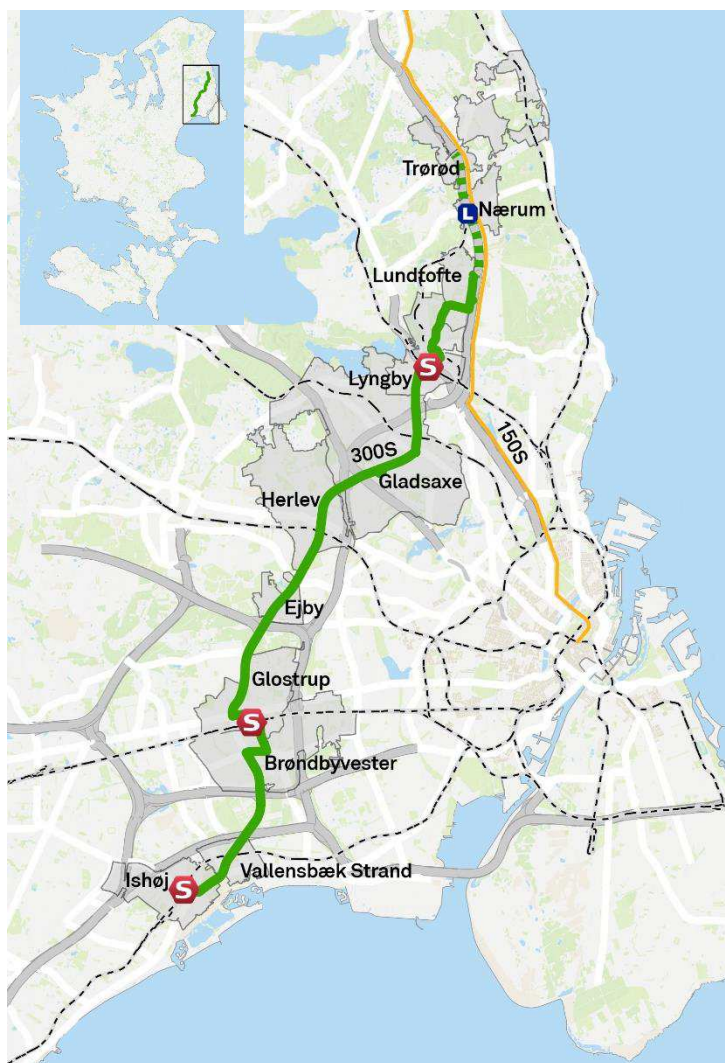 Trørød
L
Nærum
Lundtofte
S
Lyngby
150S
300S
Gladsaxe
Herlev
Ejby
Glostrup
S
Brøndbyvester
Ishøj
S
Vallensbæk Strand